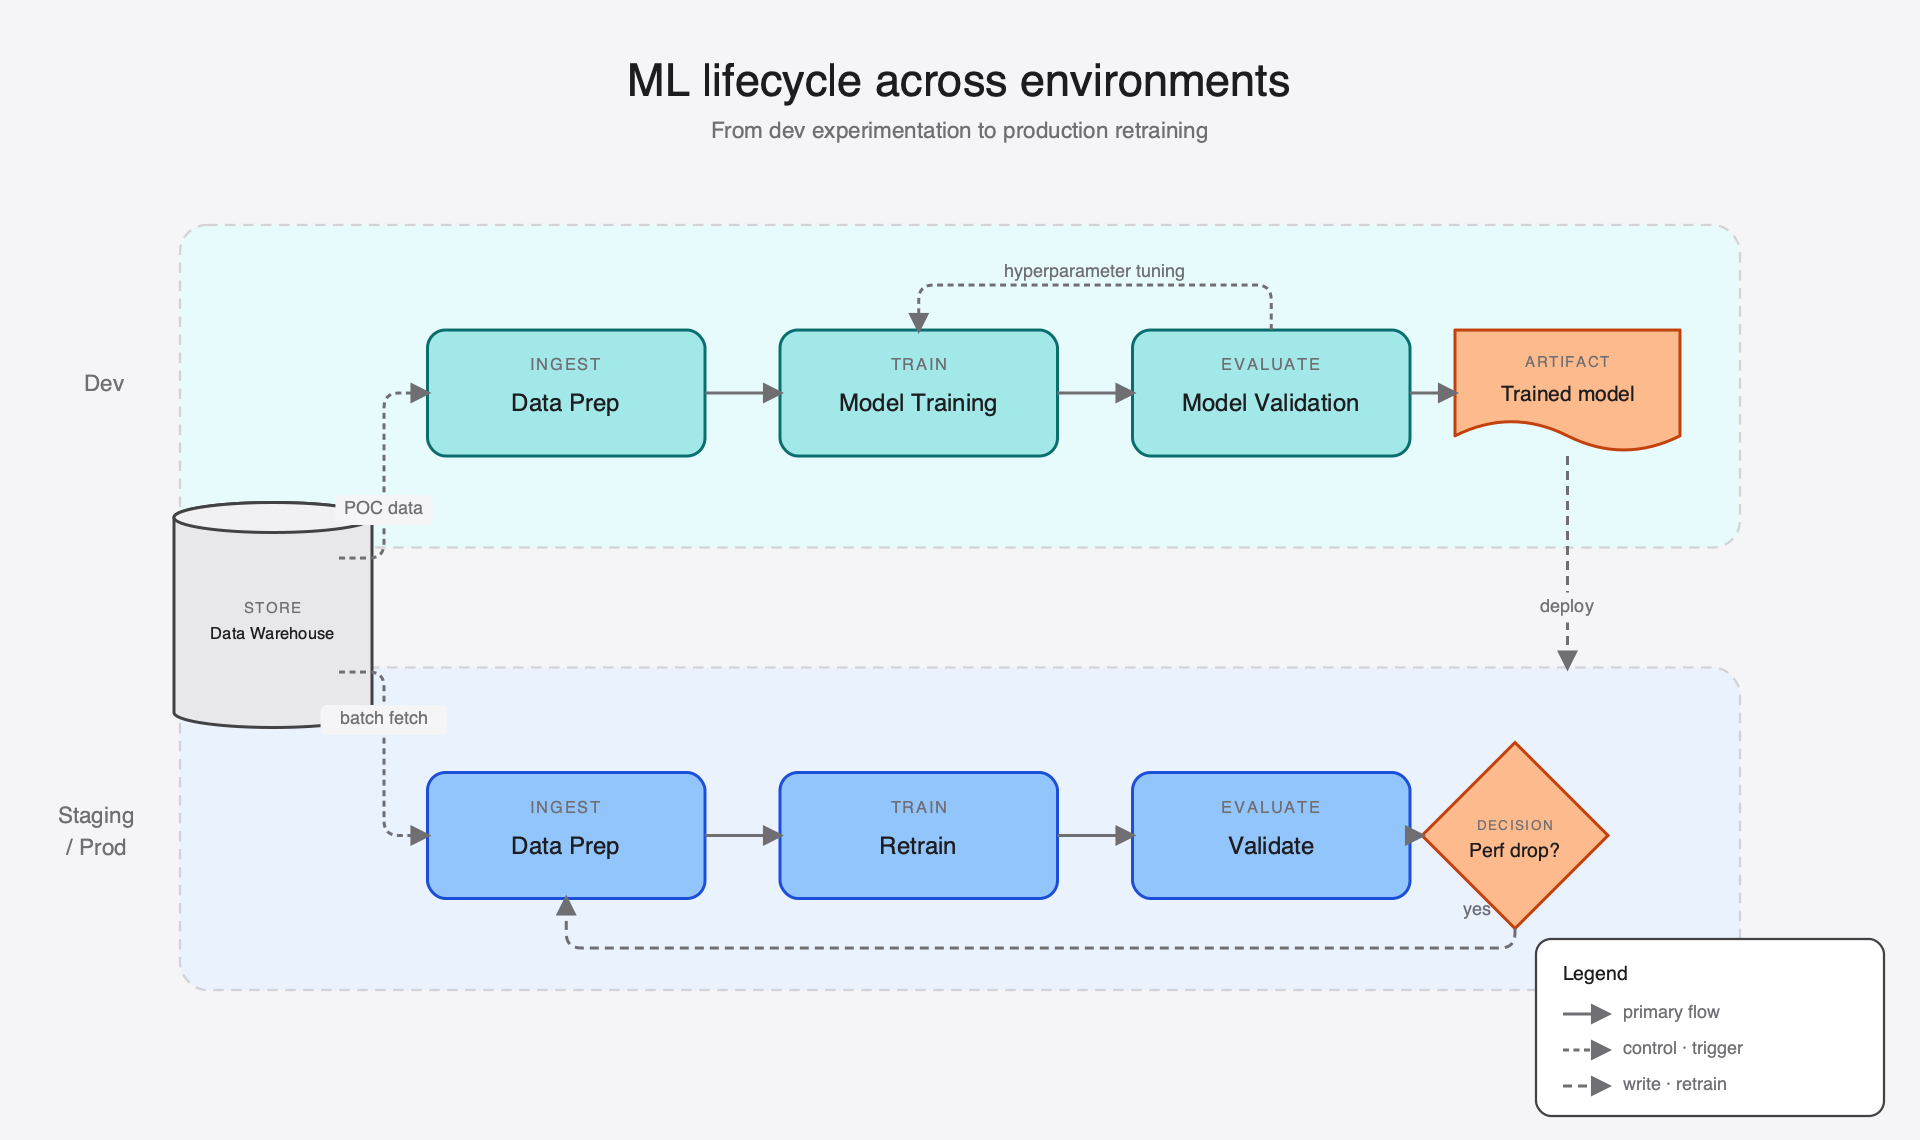 ML lifecycle across environments
From dev experimentation to production retraining
hyperparameter tuning
Dev
INGEST
Data Prep
TRAIN
Model Training
EVALUATE
Model Validation
ARTIFACT
Trained model
POC data
STORE
Data Warehouse
deploy
batch fetch
Staging
/ Prod
INGEST
Data Prep
TRAIN
Retrain
EVALUATE
Validate
DECISION
Perf drop?
yes
Legend
primary flow
control · trigger
write · retrain